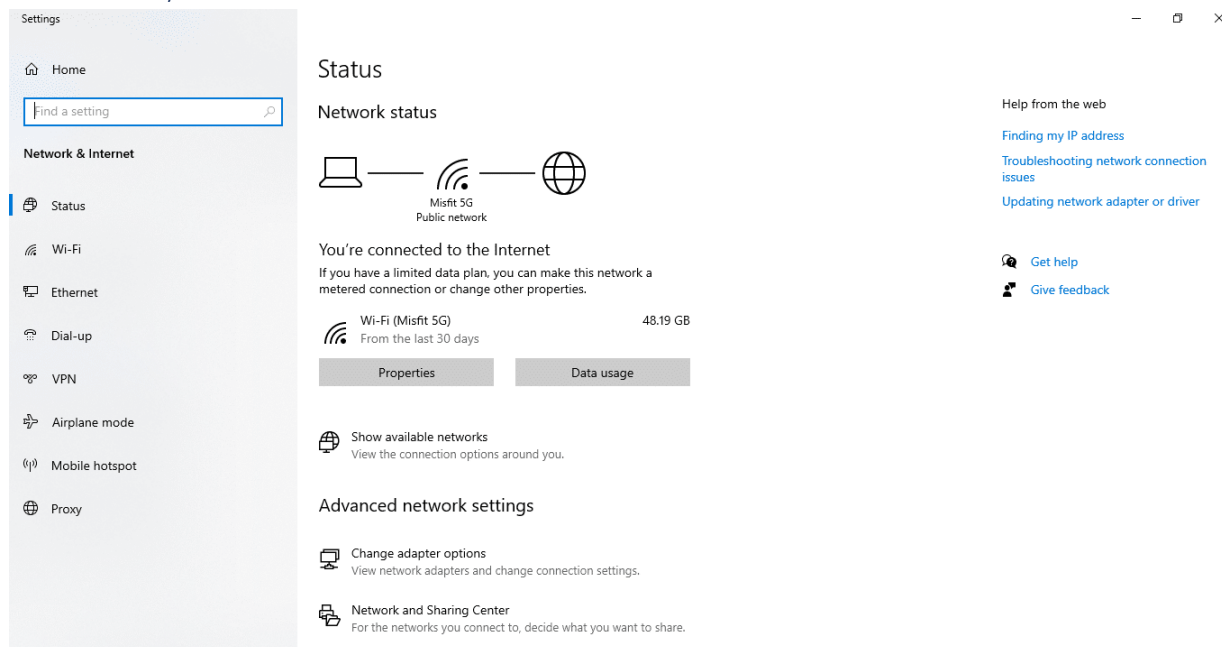 Settings
Home
Find a setting
Network & Internet
Status
Wi-Fi
Ethernet
Dial-up
VPN
Airplane mode
Mobile hotspot
Proxy
Status
Network status
Misfit 5G
Public network
You're connected to the Internet
If you have a limited data plan, you can make this network a
metered connection or change other properties.
Wi-Fi (Misfit 5G)
48.19 GB
From the last 30 days
Properties
Data usage
Show available networks
View the connection options around you.
Advanced network settings
Change adapter options
View network adapters and change connection settings.
Network and Sharing Center
For the networks you connect to, decide what you want to share.
Help from the web
Finding my IP address
Troubleshooting network connection
issues
Updating network adapter or driver
Get help
Give feedback